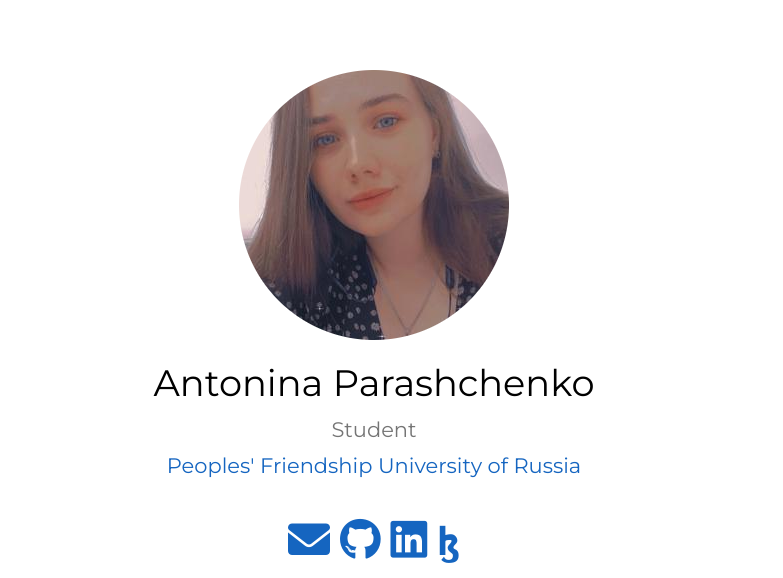 Antonina Parashchenko
Student
Peoples' Friendship University of Russia